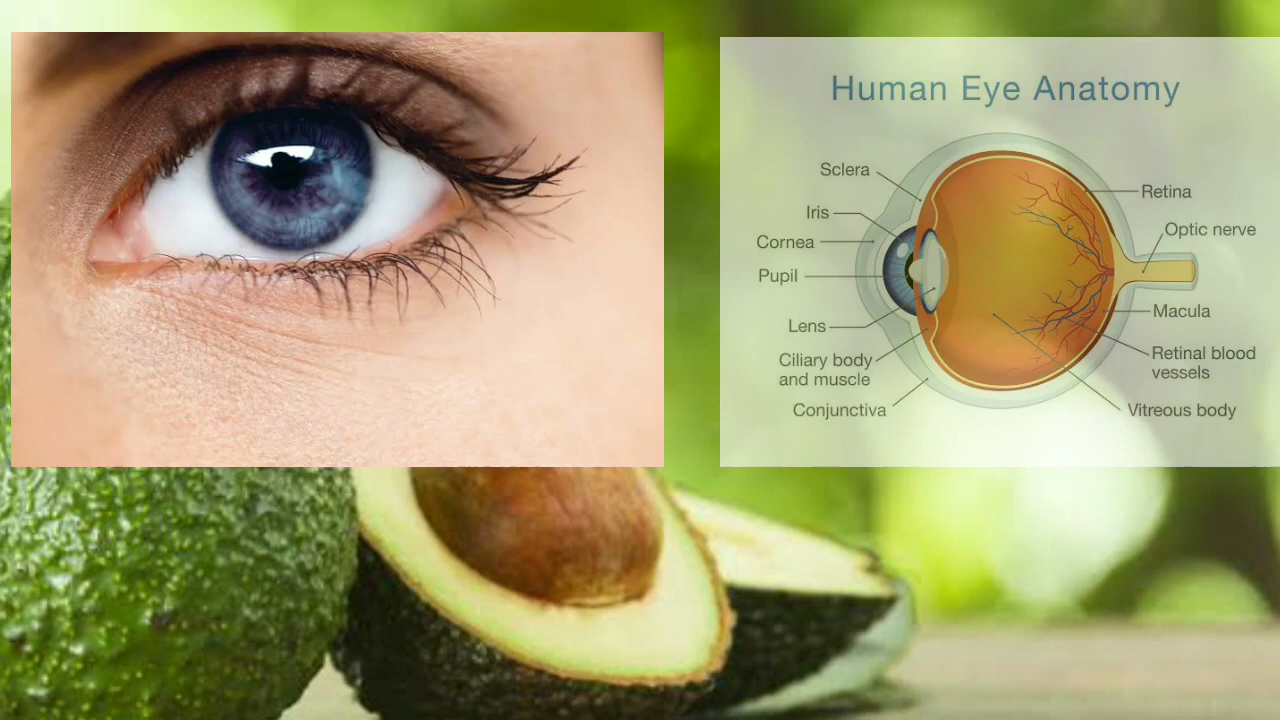 Human Eye Anatomy
Sclera
Iris
Cornea
Pupil
Lens
Ciliary body
and muscle
Conjunctiva
Retina
Optic nerve
Macula
Retinal blood
vessels
Vitreous body